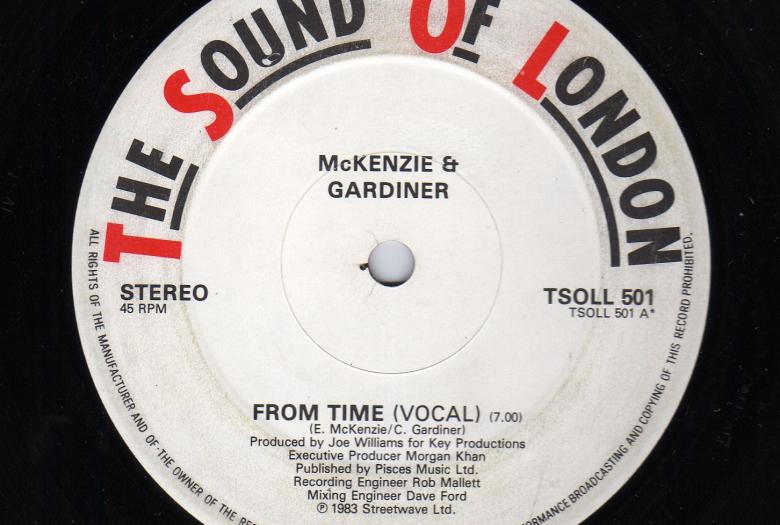 THE SOUND OF LONDON
McKENZIE &
GARDINER
STEREO
45 RPM
TSOLL 501
TSOLL 501 A*
FROM TIME (VOCAL) (7.00)
(E. McKenzie/C. Gardiner)
Produced by Joe Williams for Key Productions
Executive Producer Morgan Khan
Published by Pisces Music Ltd.
Recording Engineer Rob Mallett
Mixing Engineer Dave Ford
℗ 1983 Streetwave Ltd.
ALL RIGHTS OF THE MANUFACTURER AND OF THE OWNER OF THE RECORDED
PERFORMANCE BROADCASTING AND COPYING OF THIS RECORD PROHIBITED.